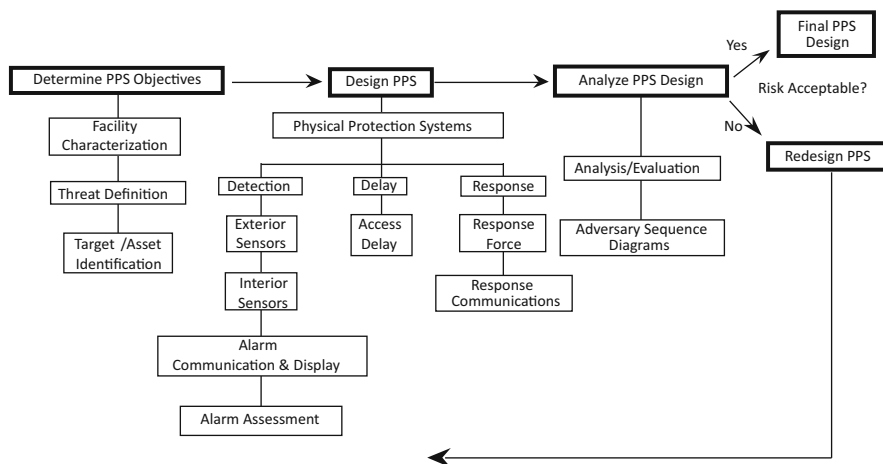 Final PPS
Design
Yes
Determine PPS Objectives
Design PPS
Analyze PPS Design
Risk Acceptable?
No
Redesign PPS
Facility
Characterization
Threat Definition
Target /Asset
Identification
Physical Protection Systems
Detection
Exterior
Sensors
Interior
Sensors
Alarm
Communication & Display
Alarm Assessment
Delay
Access
Delay
Response
Response
Force
Response
Communications
Analysis/Evaluation
Adversary Sequence
Diagrams